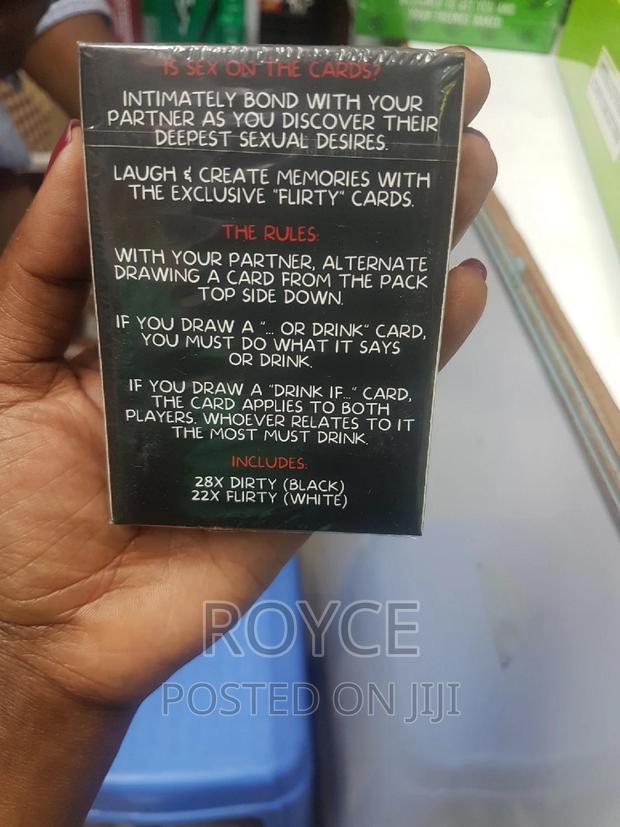 IS SEX ON THE CARDS?
INTIMATELY BOND WITH YOUR
PARTNER AS YOU DISCOVER THEIR
DEEPEST SEXUAL DESIRES.
LAUGH & CREATE MEMORIES WITH
THE EXCLUSIVE "FLIRTY" CARDS.
THE RULES:
WITH YOUR PARTNER, ALTERNATE
DRAWING A CARD FROM THE PACK
TOP SIDE DOWN.
IF YOU DRAW A "... OR DRINK" CARD,
YOU MUST DO WHAT IT SAYS
OR DRINK.
IF YOU DRAW A "DRINK IF..." CARD,
THE CARD APPLIES TO BOTH
PLAYERS. WHOEVER RELATES TO IT
THE MOST MUST DRINK.
INCLUDES:
28X DIRTY (BLACK)
22X FLIRTY (WHITE)
ROYCE
POSTED ON JIJI